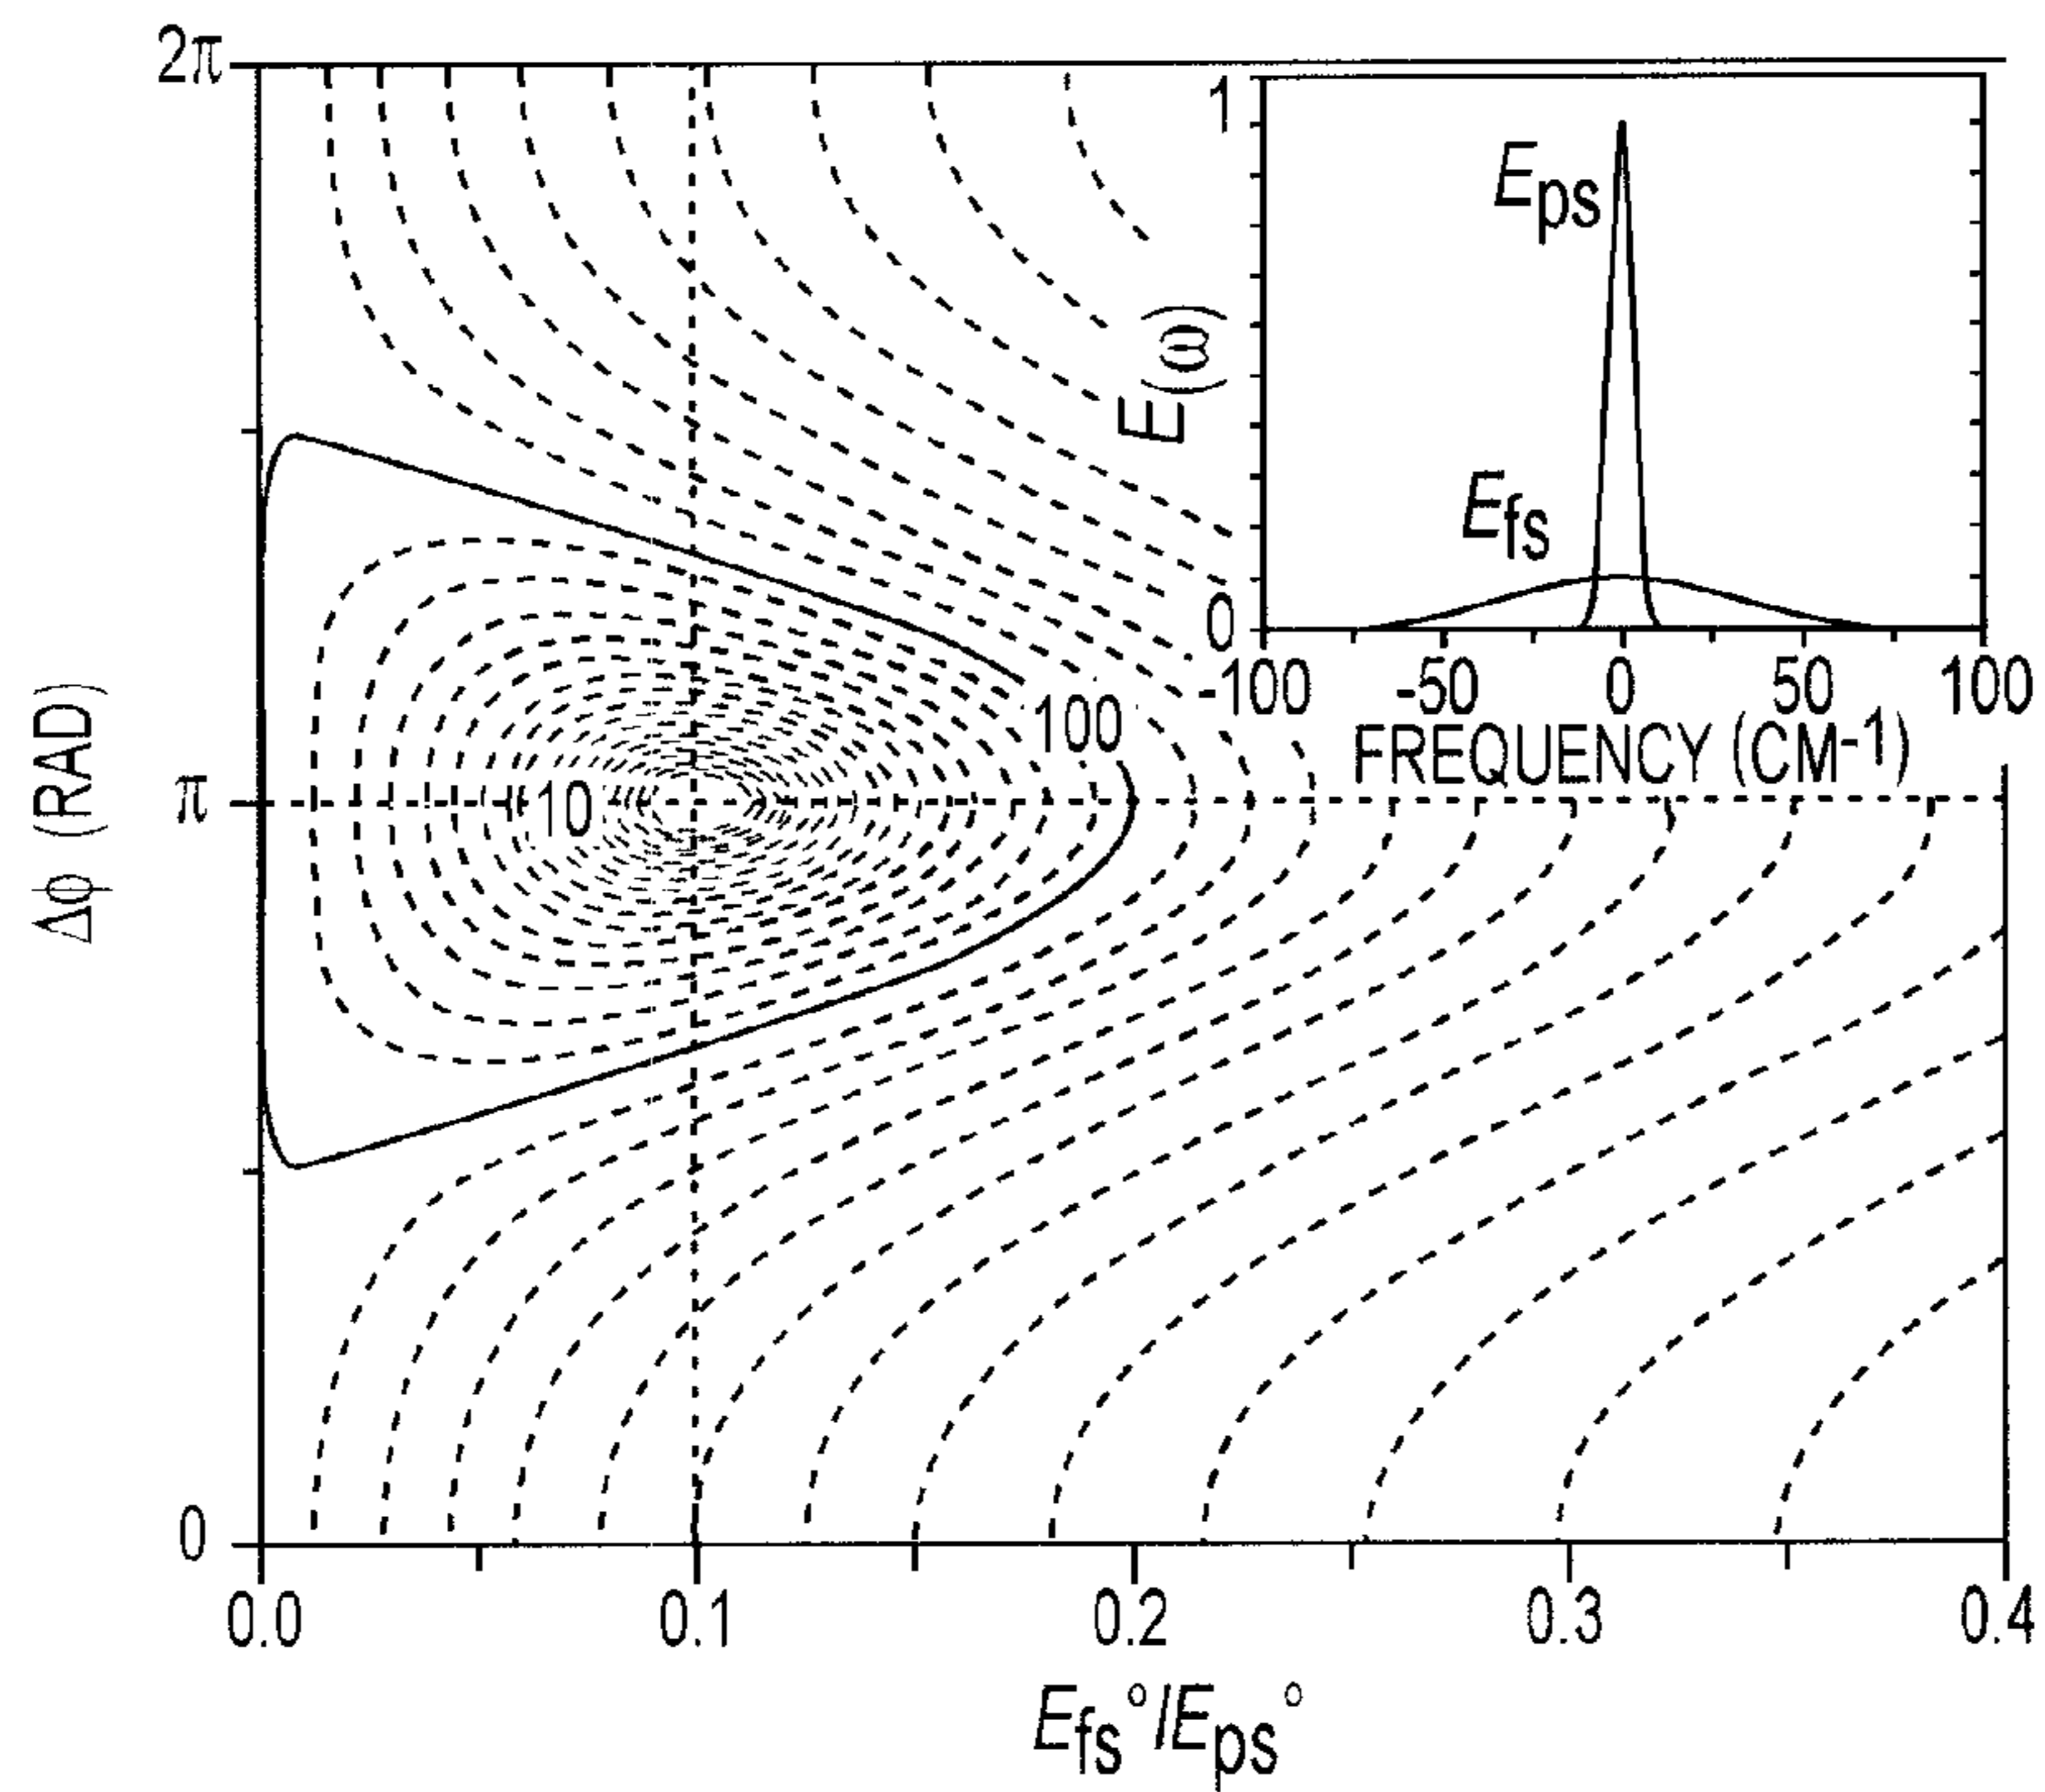 2π
1
Eps
E(ω)
Efs
0
-100 -50 0 50 100
FREQUENCY (CM-1)
100
Δϕ (RAD)
π
10
0
0.0 0.1 0.2 0.3 0.4
Efs°/Eps°